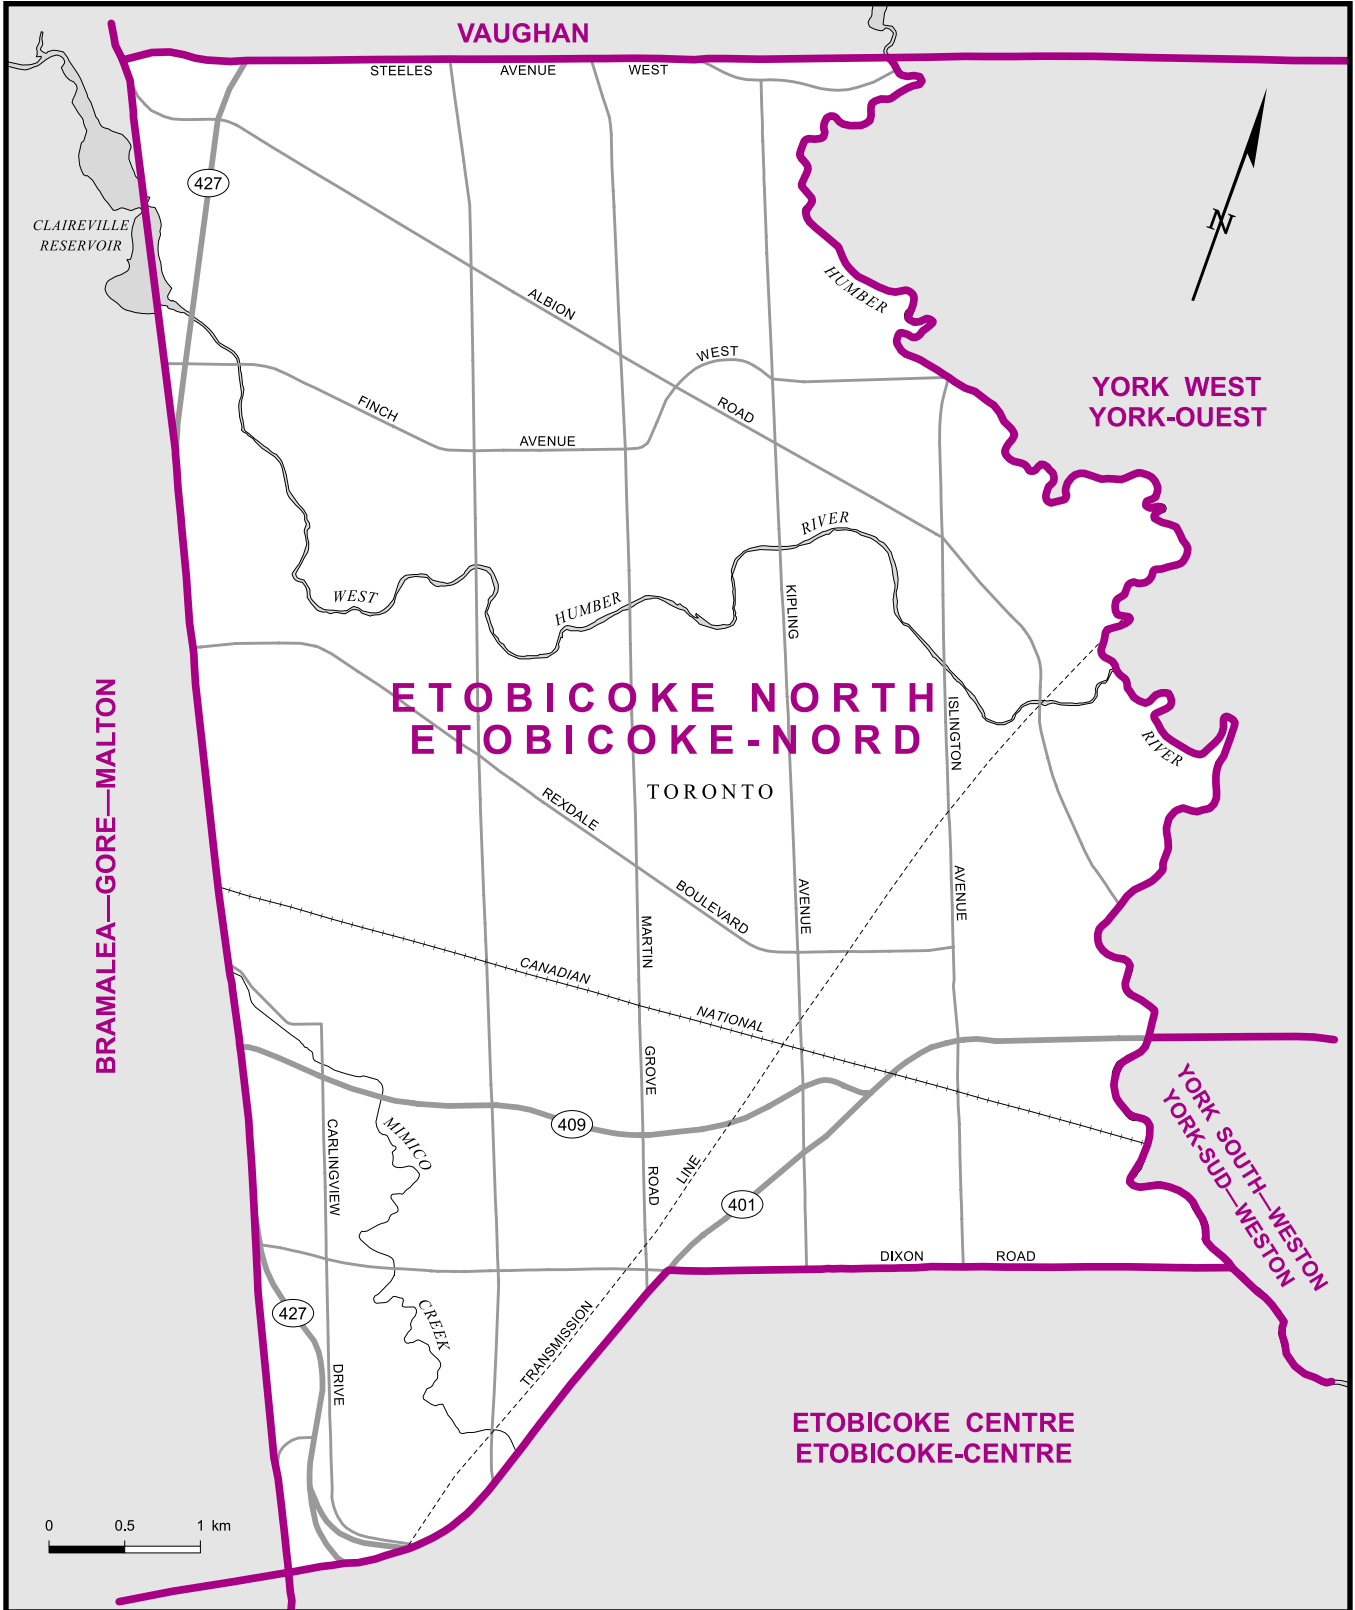 VAUGHAN
STEELES AVENUE WEST
427
CLAIREVILLE
RESERVOIR
N
HUMBER
ALBION
ROAD
WEST
FINCH
AVENUE
YORK WEST
YORK-OUEST
RIVER
WEST
HUMBER
KIPLING
ETOBICOKE NORTH
ETOBICOKE-NORD
TORONTO
ISLINGTON
RIVER
BRAMALEA—GORE—MALTON
REXDALE
BOULEVARD
AVENUE
AVENUE
MARTIN
CANADIAN
NATIONAL
GROVE
409
MIMICO
CARLINGVIEW
LINE
ROAD
401
YORK SOUTH—WESTON
YORK-SUD—WESTON
DIXON ROAD
427
CREEK
TRANSMISSION
DRIVE
ETOBICOKE CENTRE
ETOBICOKE-CENTRE
0 0.5 1 km